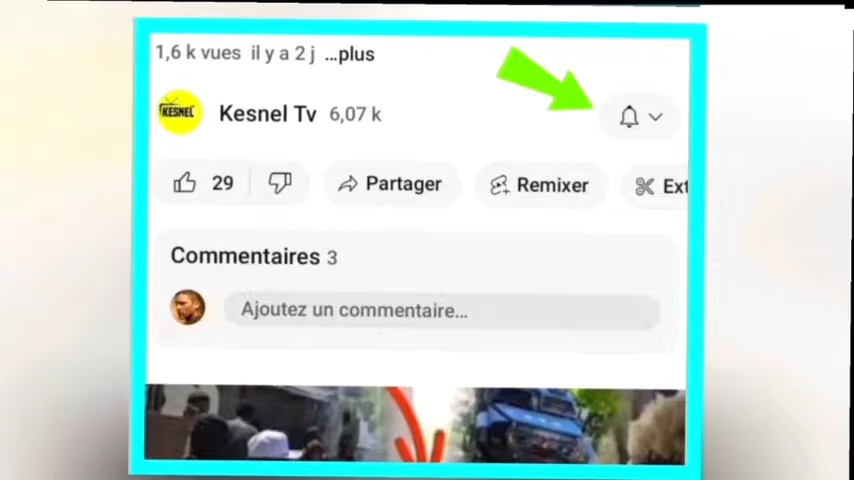 1,6 k vues il y a 2 j ...plus
KESNEL
Kesnel Tv 6,07 k
29 Partager Remixer Ext
Commentaires 3
Ajoutez un commentaire...